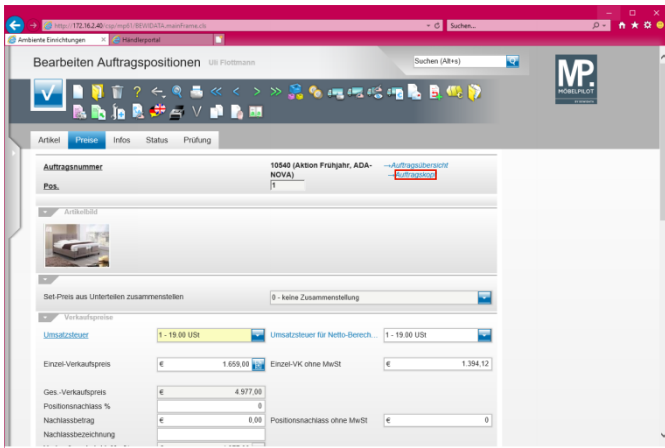 http://172.16.2.40/csp/mpb1/BEWIDATA.mainFrame.cls
Suchen...
Ambiente Einrichtungen
Händlerportal
Bearbeiten Auftragspositionen Uli Flottmann
Suchen (Alt+s)
MP.
MÖBELPILOT
Artikel Preise Infos Status Prüfung
Auftragsnummer 10540 (Aktion Frühjahr, ADA-NOVA) →Auftragsübersicht
→Auftragskopf
Pos. 1
Artikelbild
Set-Preis aus Unterteilen zusammenstellen 0 - keine Zusammenstellung
Verkaufspreise
Umsatzsteuer 1 - 19.00 USt Umsatzsteuer für Netto-Berech... 1 - 19.00 USt
Einzel-Verkaufspreis € 1.659,00 Einzel-VK ohne MwSt € 1.394,12
Ges.-Verkaufspreis € 4.977,00
Positionsnachlass % 0
Nachlassbetrag € 0,00 Positionsnachlass ohne MwSt € 0
Nachlassbezeichnung